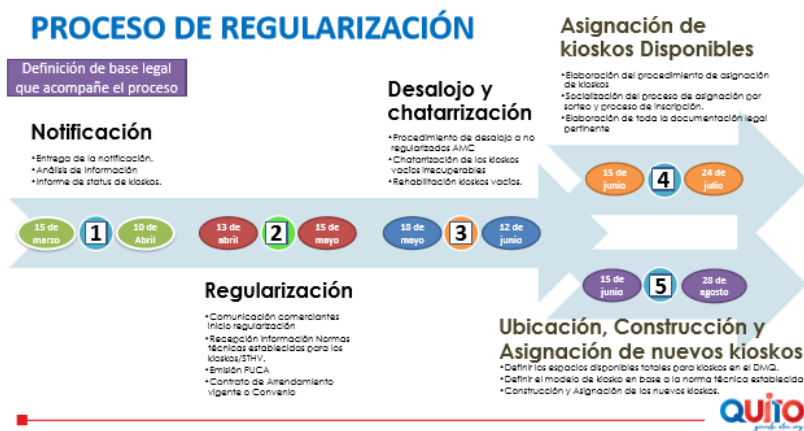 PROCESO DE REGULARIZACIÓN
Definición de base legal
que acompañe el proceso
Notificación
•Entrega de la notificación.
•Análisis de información
•Informe de status de kioskos.
15 de
marzo
1
10 de
Abril
13 de
abril
2
15 de
mayo
Regularización
•Comunicación comerciantes
inicio regularización
•Recepción información Normas
técnicas establecidas para los
kioskos/STHV.
•Emisión PUCA
•Contrato de Arrendamiento
vigente o Convenio
Desalojo y
chatarrización
•Procedimiento de desalojo a no
regularizados AMC
•Chatarrización de los kioskos
vacíos irrecuperables
•Rehabilitación kioskos vacíos.
18 de
mayo
3
12 de
junio
Asignación de
kioskos Disponibles
•Elaboración del procedimiento de asignación
de kioskos
•Socialización del proceso de asignación por
sorteo y proceso de inscripción.
•Elaboración de toda la documentación legal
pertinente
15 de
junio
4
24 de
julio
15 de
junio
5
28 de
agosto
Ubicación, Construcción y
Asignación de nuevos kioskos
•Definir los espacios disponibles totales para kioskos en el DMQ.
•Definir el modelo de kiosko en base a la norma técnica establecida
•Construcción y Asignación de los nuevos kioskos.
QUITO
grande otra vez